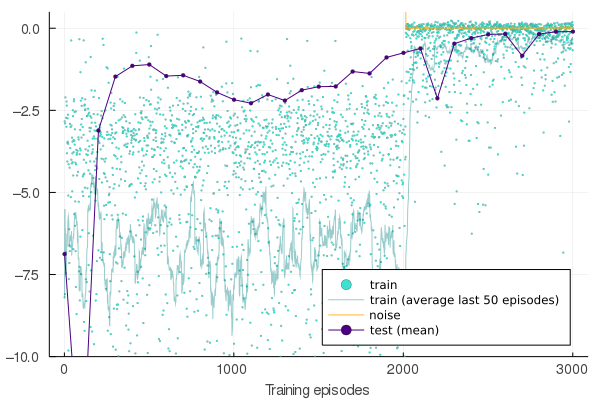 0.0
−2.5
−5.0
−7.5
−10.0
train
train (average last 50 episodes)
noise
test (mean)
0
1000
2000
3000
Training episodes